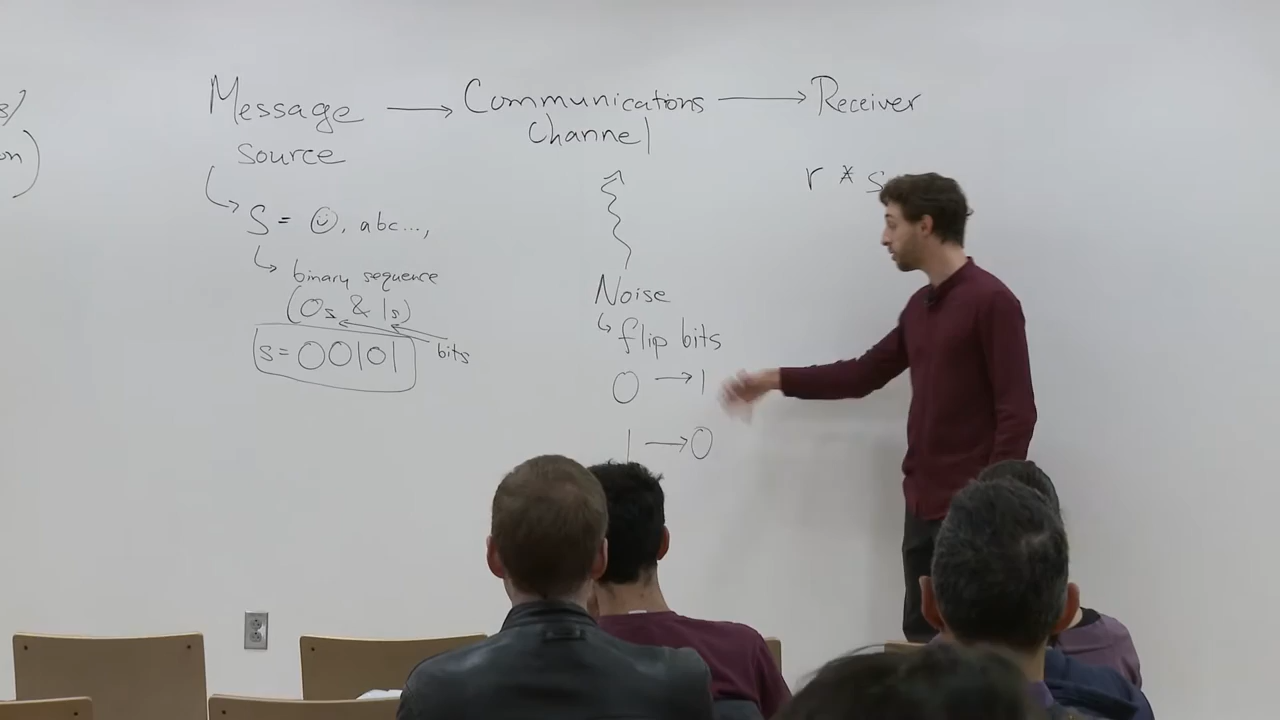 Message → Communications → Receiver
source
channel
r * s
↳ S = ☺, abc...,
↳ binary sequence
(0s & 1s)
bits
s = 00101
Noise
↳ flip bits
0 → 1
1 → 0